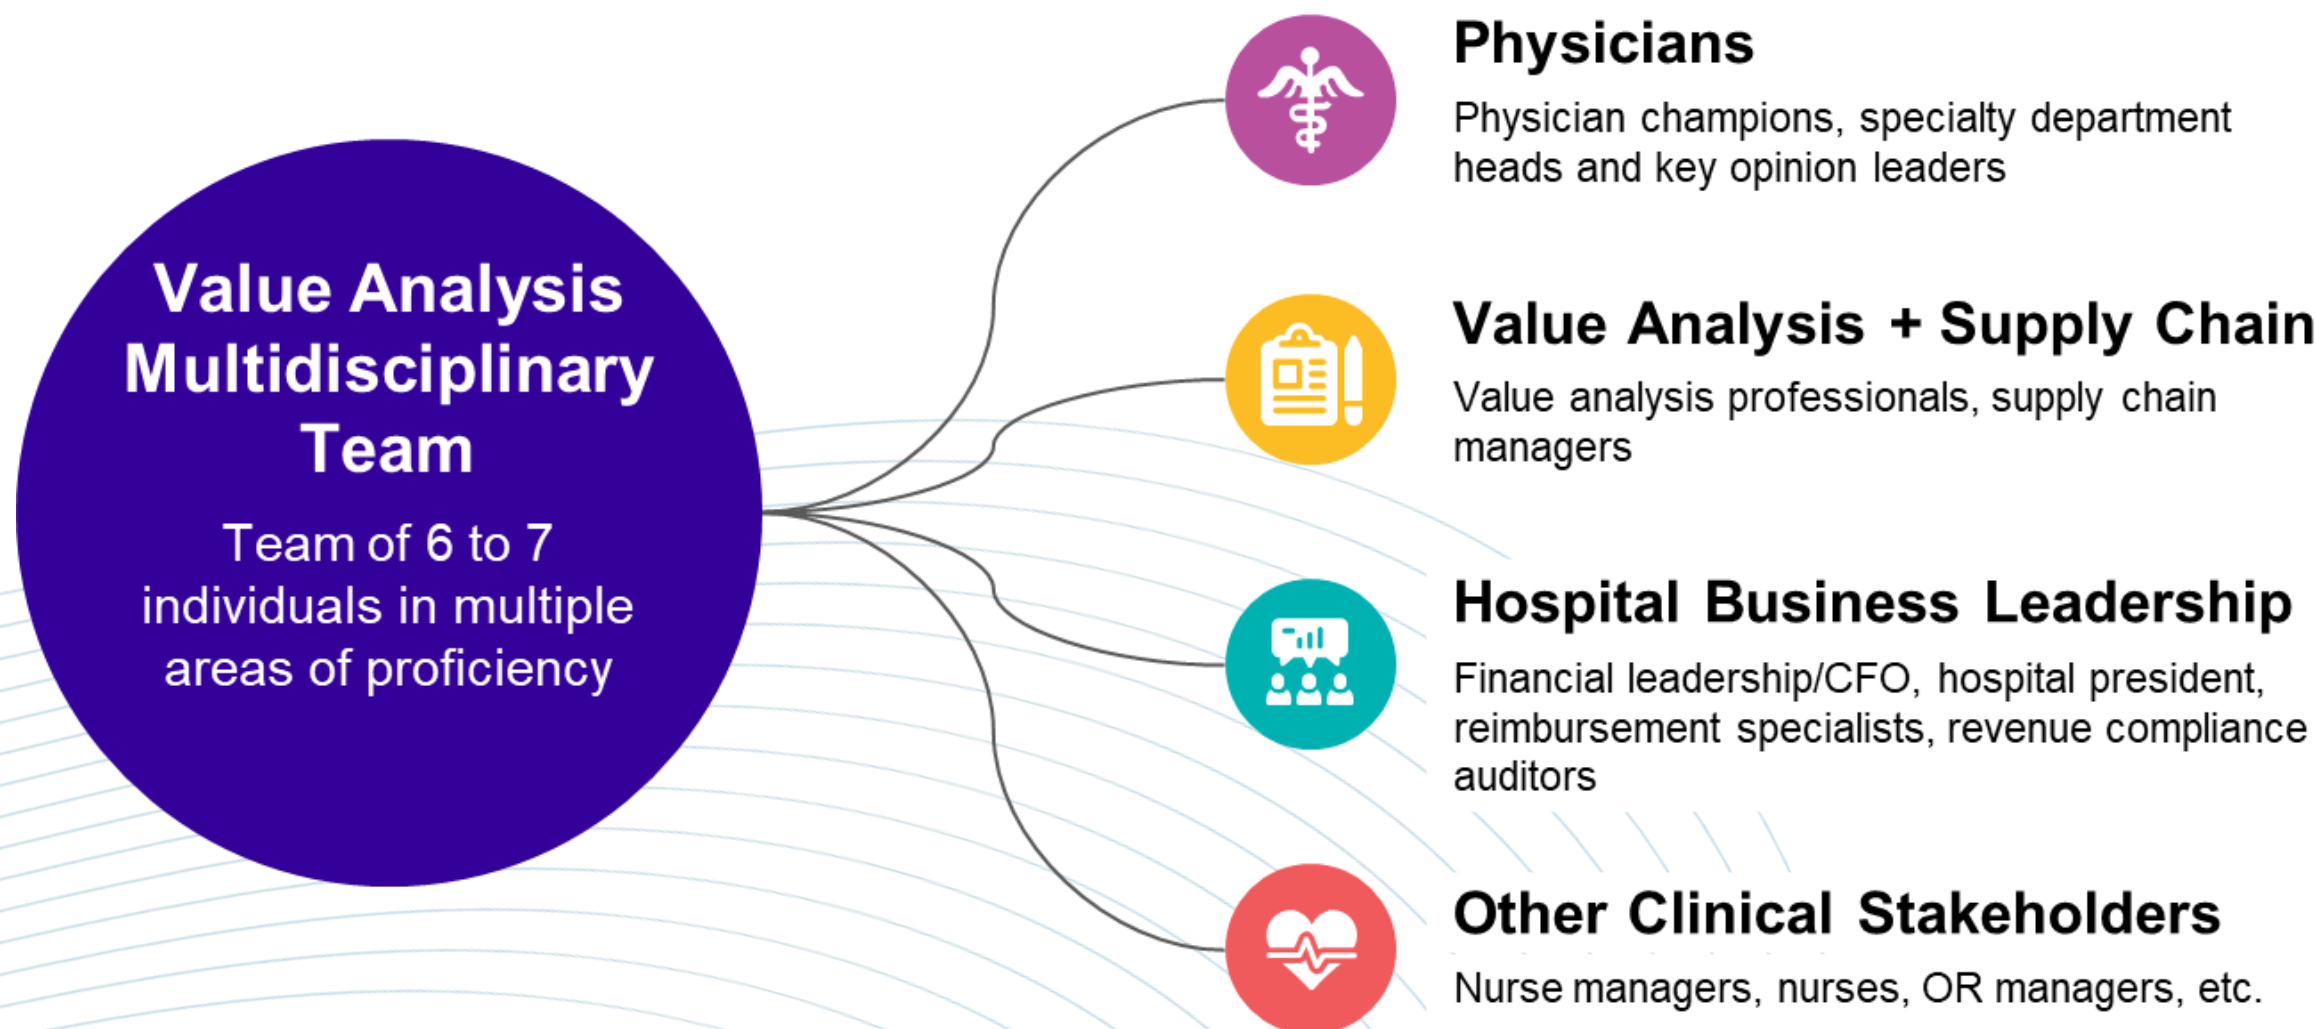 Value Analysis
Multidisciplinary
Team
Team of 6 to 7
individuals in multiple
areas of proficiency
Physicians
Physician champions, specialty department
heads and key opinion leaders
Value Analysis + Supply Chain
Value analysis professionals, supply chain
managers
Hospital Business Leadership
Financial leadership/CFO, hospital president,
reimbursement specialists, revenue compliance
auditors
Other Clinical Stakeholders
Nurse managers, nurses, OR managers, etc.